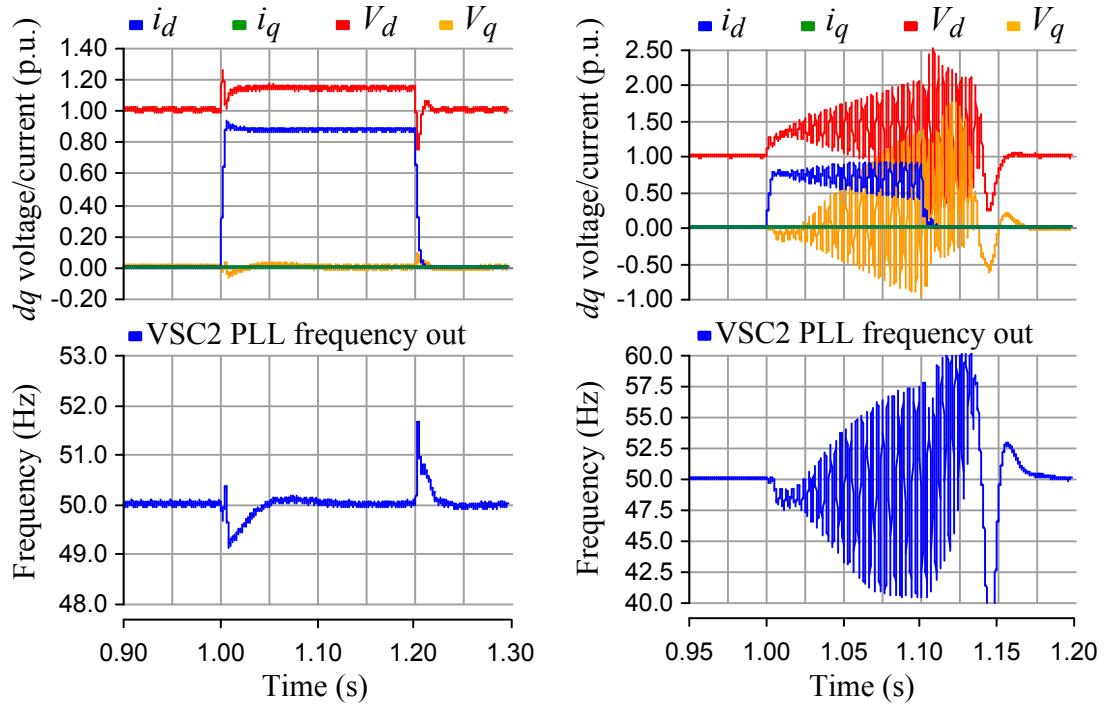 i_d i_q V_d V_q
dq voltage/current (p.u.)
1.40
1.20
1.00
0.80
0.60
0.40
0.20
0.00
-0.20
VSC2 PLL frequency out
Frequency (Hz)
53.0
52.0
51.0
50.0
49.0
48.0
0.90 1.00 1.10 1.20 1.30
Time (s)
i_d i_q V_d V_q
dq voltage/current (p.u.)
2.50
2.00
1.50
1.00
0.50
0.00
-0.50
-1.00
VSC2 PLL frequency out
Frequency (Hz)
60.0
57.5
55.0
52.5
50.0
47.5
45.0
42.5
40.0
0.95 1.00 1.05 1.10 1.15 1.20
Time (s)